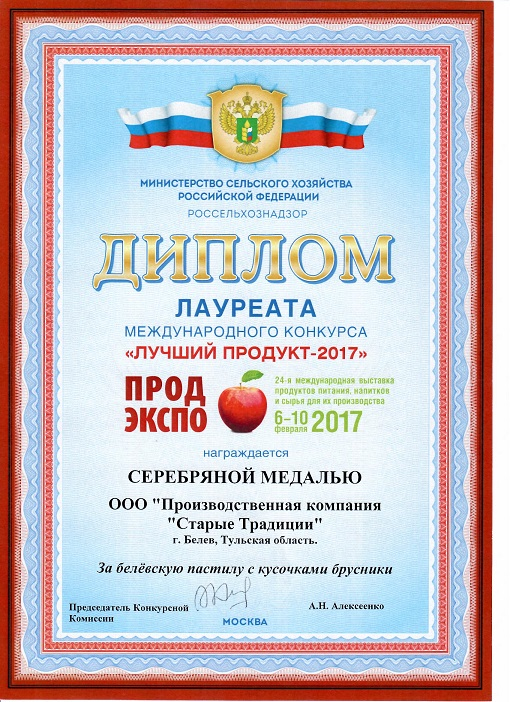 МИНИСТЕРСТВО СЕЛЬСКОГО ХОЗЯЙСТВА
РОССИЙСКОЙ ФЕДЕРАЦИИ
РОССЕЛЬХОЗНАДЗОР
ДИПЛОМ
ЛАУРЕАТА
МЕЖДУНАРОДНОГО КОНКУРСА
«ЛУЧШИЙ ПРОДУКТ-2017»
ПРОД
ЭКСПО
24-я международная выставка
продуктов питания, напитков
и сырья для их производства
6–10 февраля 2017
награждается
СЕРЕБРЯНОЙ МЕДАЛЬЮ
ООО "Производственная компания
"Старые Традиции"
г. Белев, Тульская область.
За белёвскую пастилу с кусочками брусники
Председатель Конкурсной
Комиссии
А.Н. Алексеенко
МОСКВА